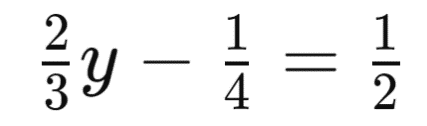 2/3 y − 1/4 = 1/2